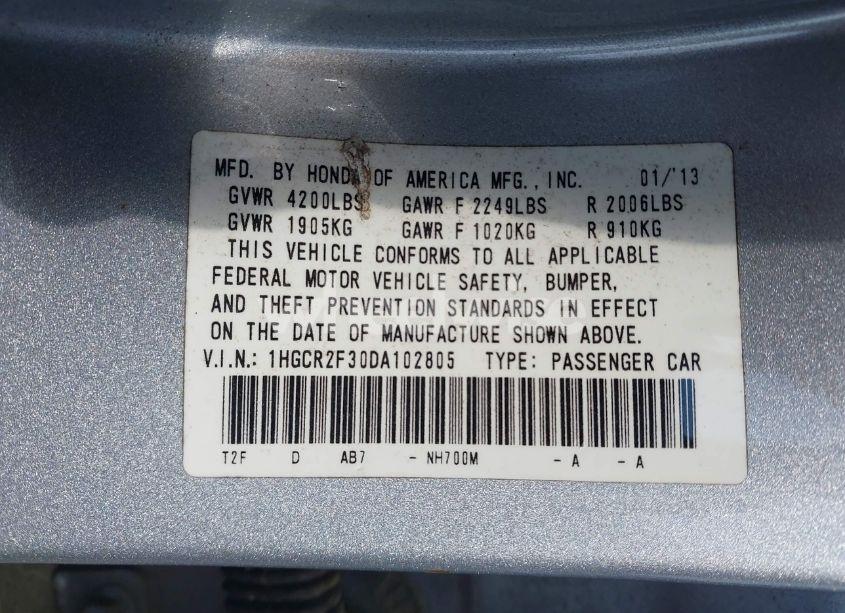 MFD. BY HONDA OF AMERICA MFG., INC. 01/'13
GVWR 4200LBS GAWR F 2249LBS R 2006LBS
GVWR 1905KG GAWR F 1020KG R 910KG
THIS VEHICLE CONFORMS TO ALL APPLICABLE
FEDERAL MOTOR VEHICLE SAFETY, BUMPER,
AND THEFT PREVENTION STANDARDS IN EFFECT
ON THE DATE OF MANUFACTURE SHOWN ABOVE.
V.I.N.: 1HGCR2F30DA102805 TYPE: PASSENGER CAR
T2F D AB7 - NH700M - A - A